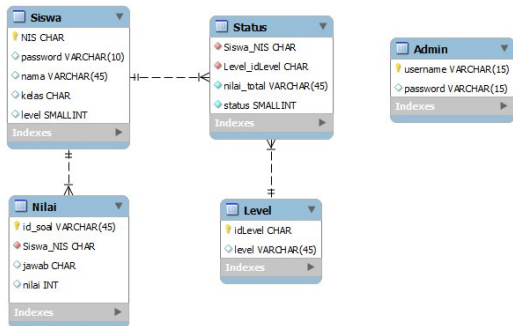 Siswa
NIS CHAR
password VARCHAR(10)
nama VARCHAR(45)
kelas CHAR
level SMALLINT
Indexes
Status
Siswa_NIS CHAR
Level_idLevel CHAR
nilai_total VARCHAR(45)
status SMALLINT
Indexes
Admin
username VARCHAR(15)
password VARCHAR(15)
Indexes
Nilai
id_soal VARCHAR(45)
Siswa_NIS CHAR
jawab CHAR
nilai INT
Indexes
Level
idLevel CHAR
level VARCHAR(45)
Indexes